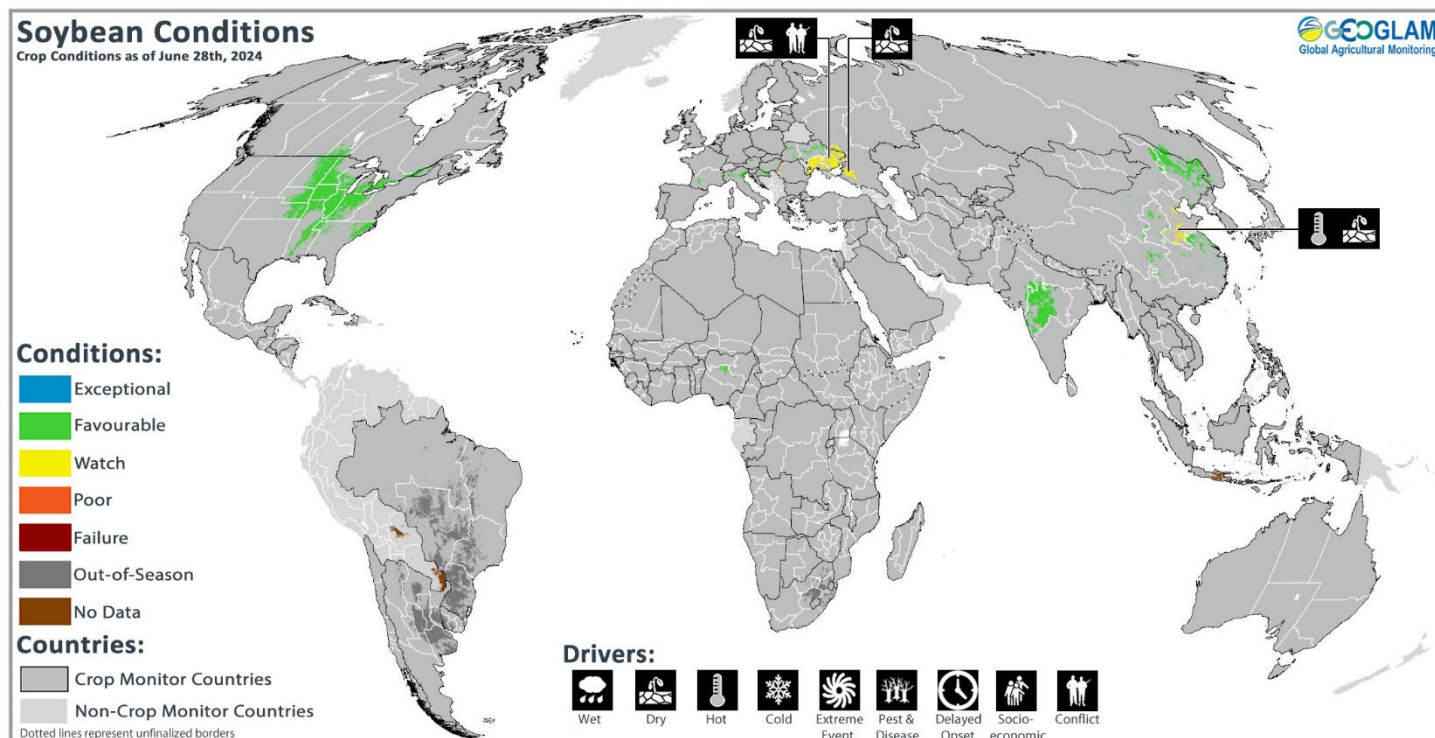 Soybean Conditions
Crop Conditions as of June 28th, 2024
GEOGLAM
Global Agricultural Monitoring
Conditions:
Exceptional
Favourable
Watch
Poor
Failure
Out-of-Season
No Data
Countries:
Crop Monitor Countries
Non-Crop Monitor Countries
Dotted lines represent unfinalized borders
Drivers:
Wet
Dry
Hot
Cold
Extreme
Event
Pest &
Disease
Delayed
Onset
Socio-
economic
Conflict